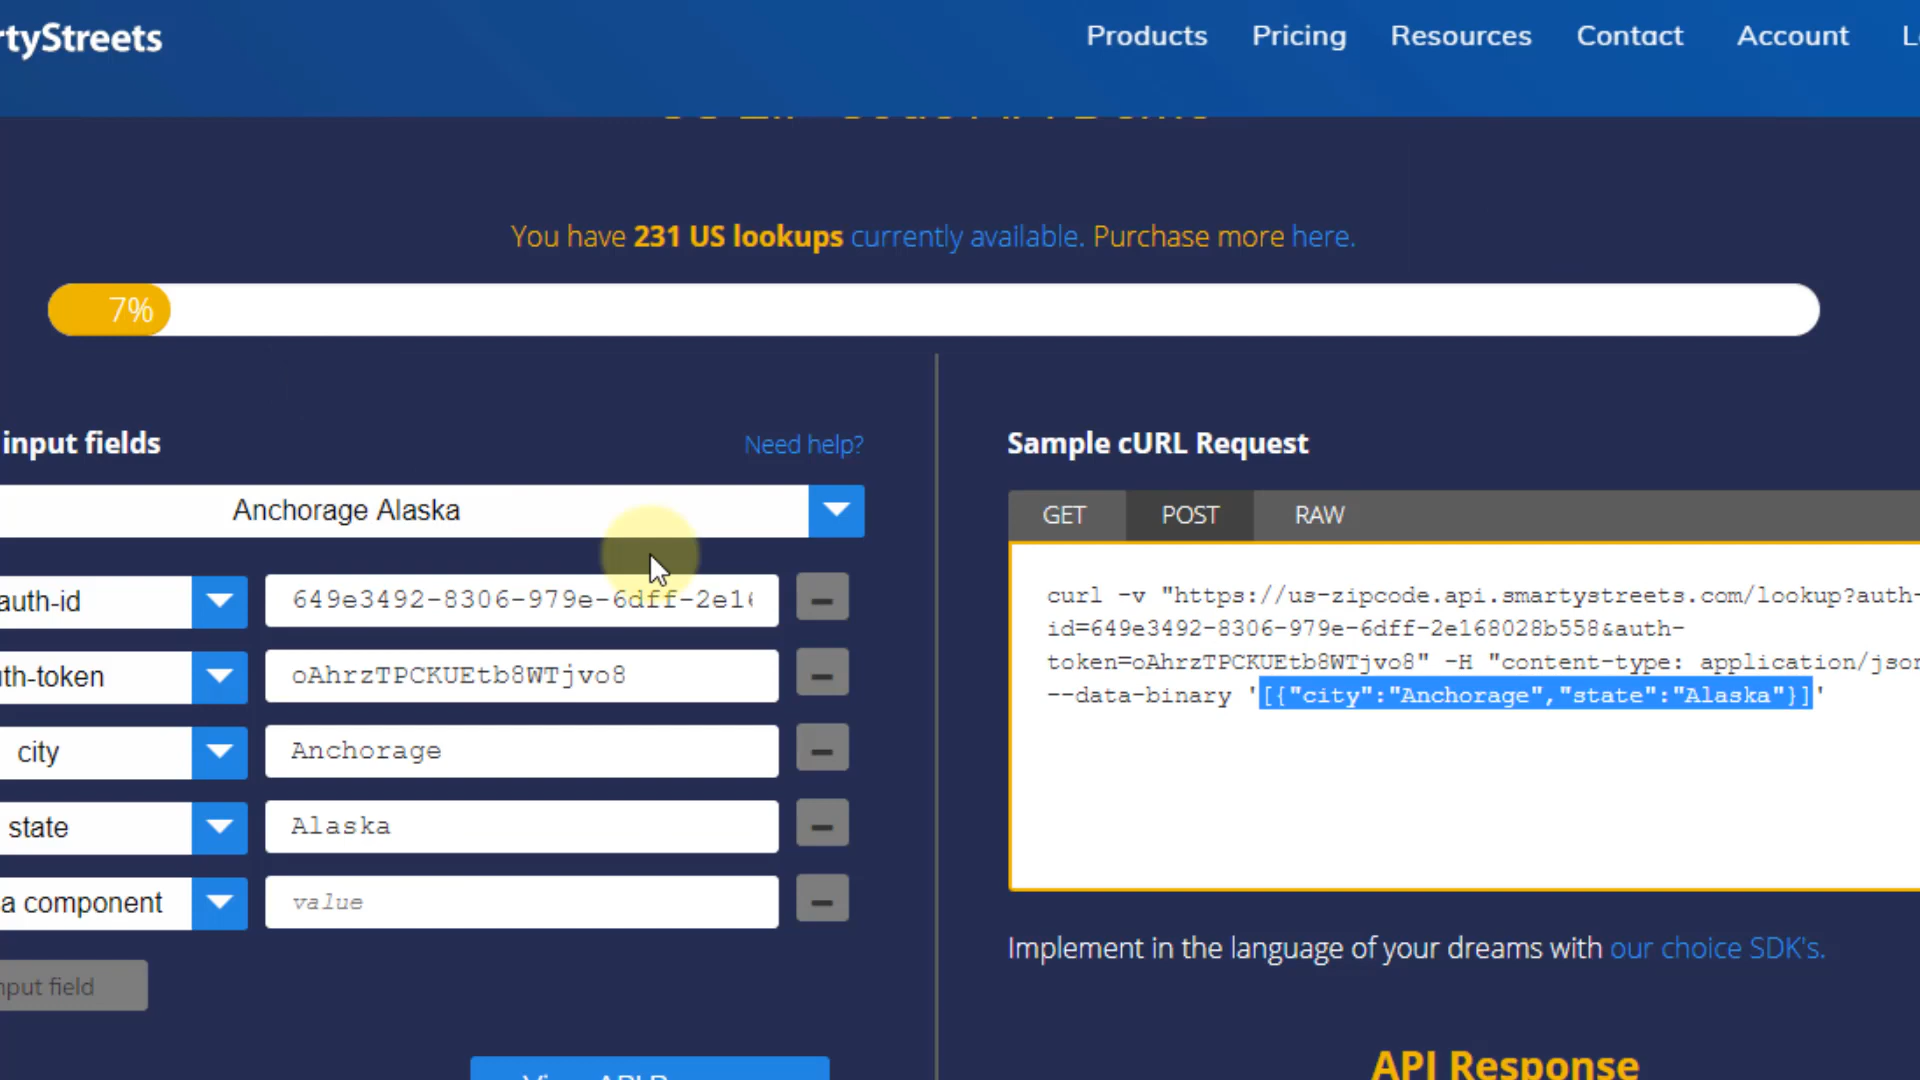 rtyStreets
Products Pricing Resources Contact Account L
You have 231 US lookups currently available. Purchase more here.
7%
input fields Need help?
Anchorage Alaska
auth-id 649e3492-8306-979e-6dff-2e16
th-token oAhrzTPCKUEtb8WTjvo8
city Anchorage
state Alaska
a component value
nput field
Sample cURL Request
GET POST RAW
curl -v "https://us-zipcode.api.smartystreets.com/lookup?auth-
id=649e3492-8306-979e-6dff-2e168028b558&auth-
token=oAhrzTPCKUEtb8WTjvo8" -H "content-type: application/json
--data-binary '[{"city":"Anchorage","state":"Alaska"}]'
Implement in the language of your dreams with our choice SDK's.
API Response